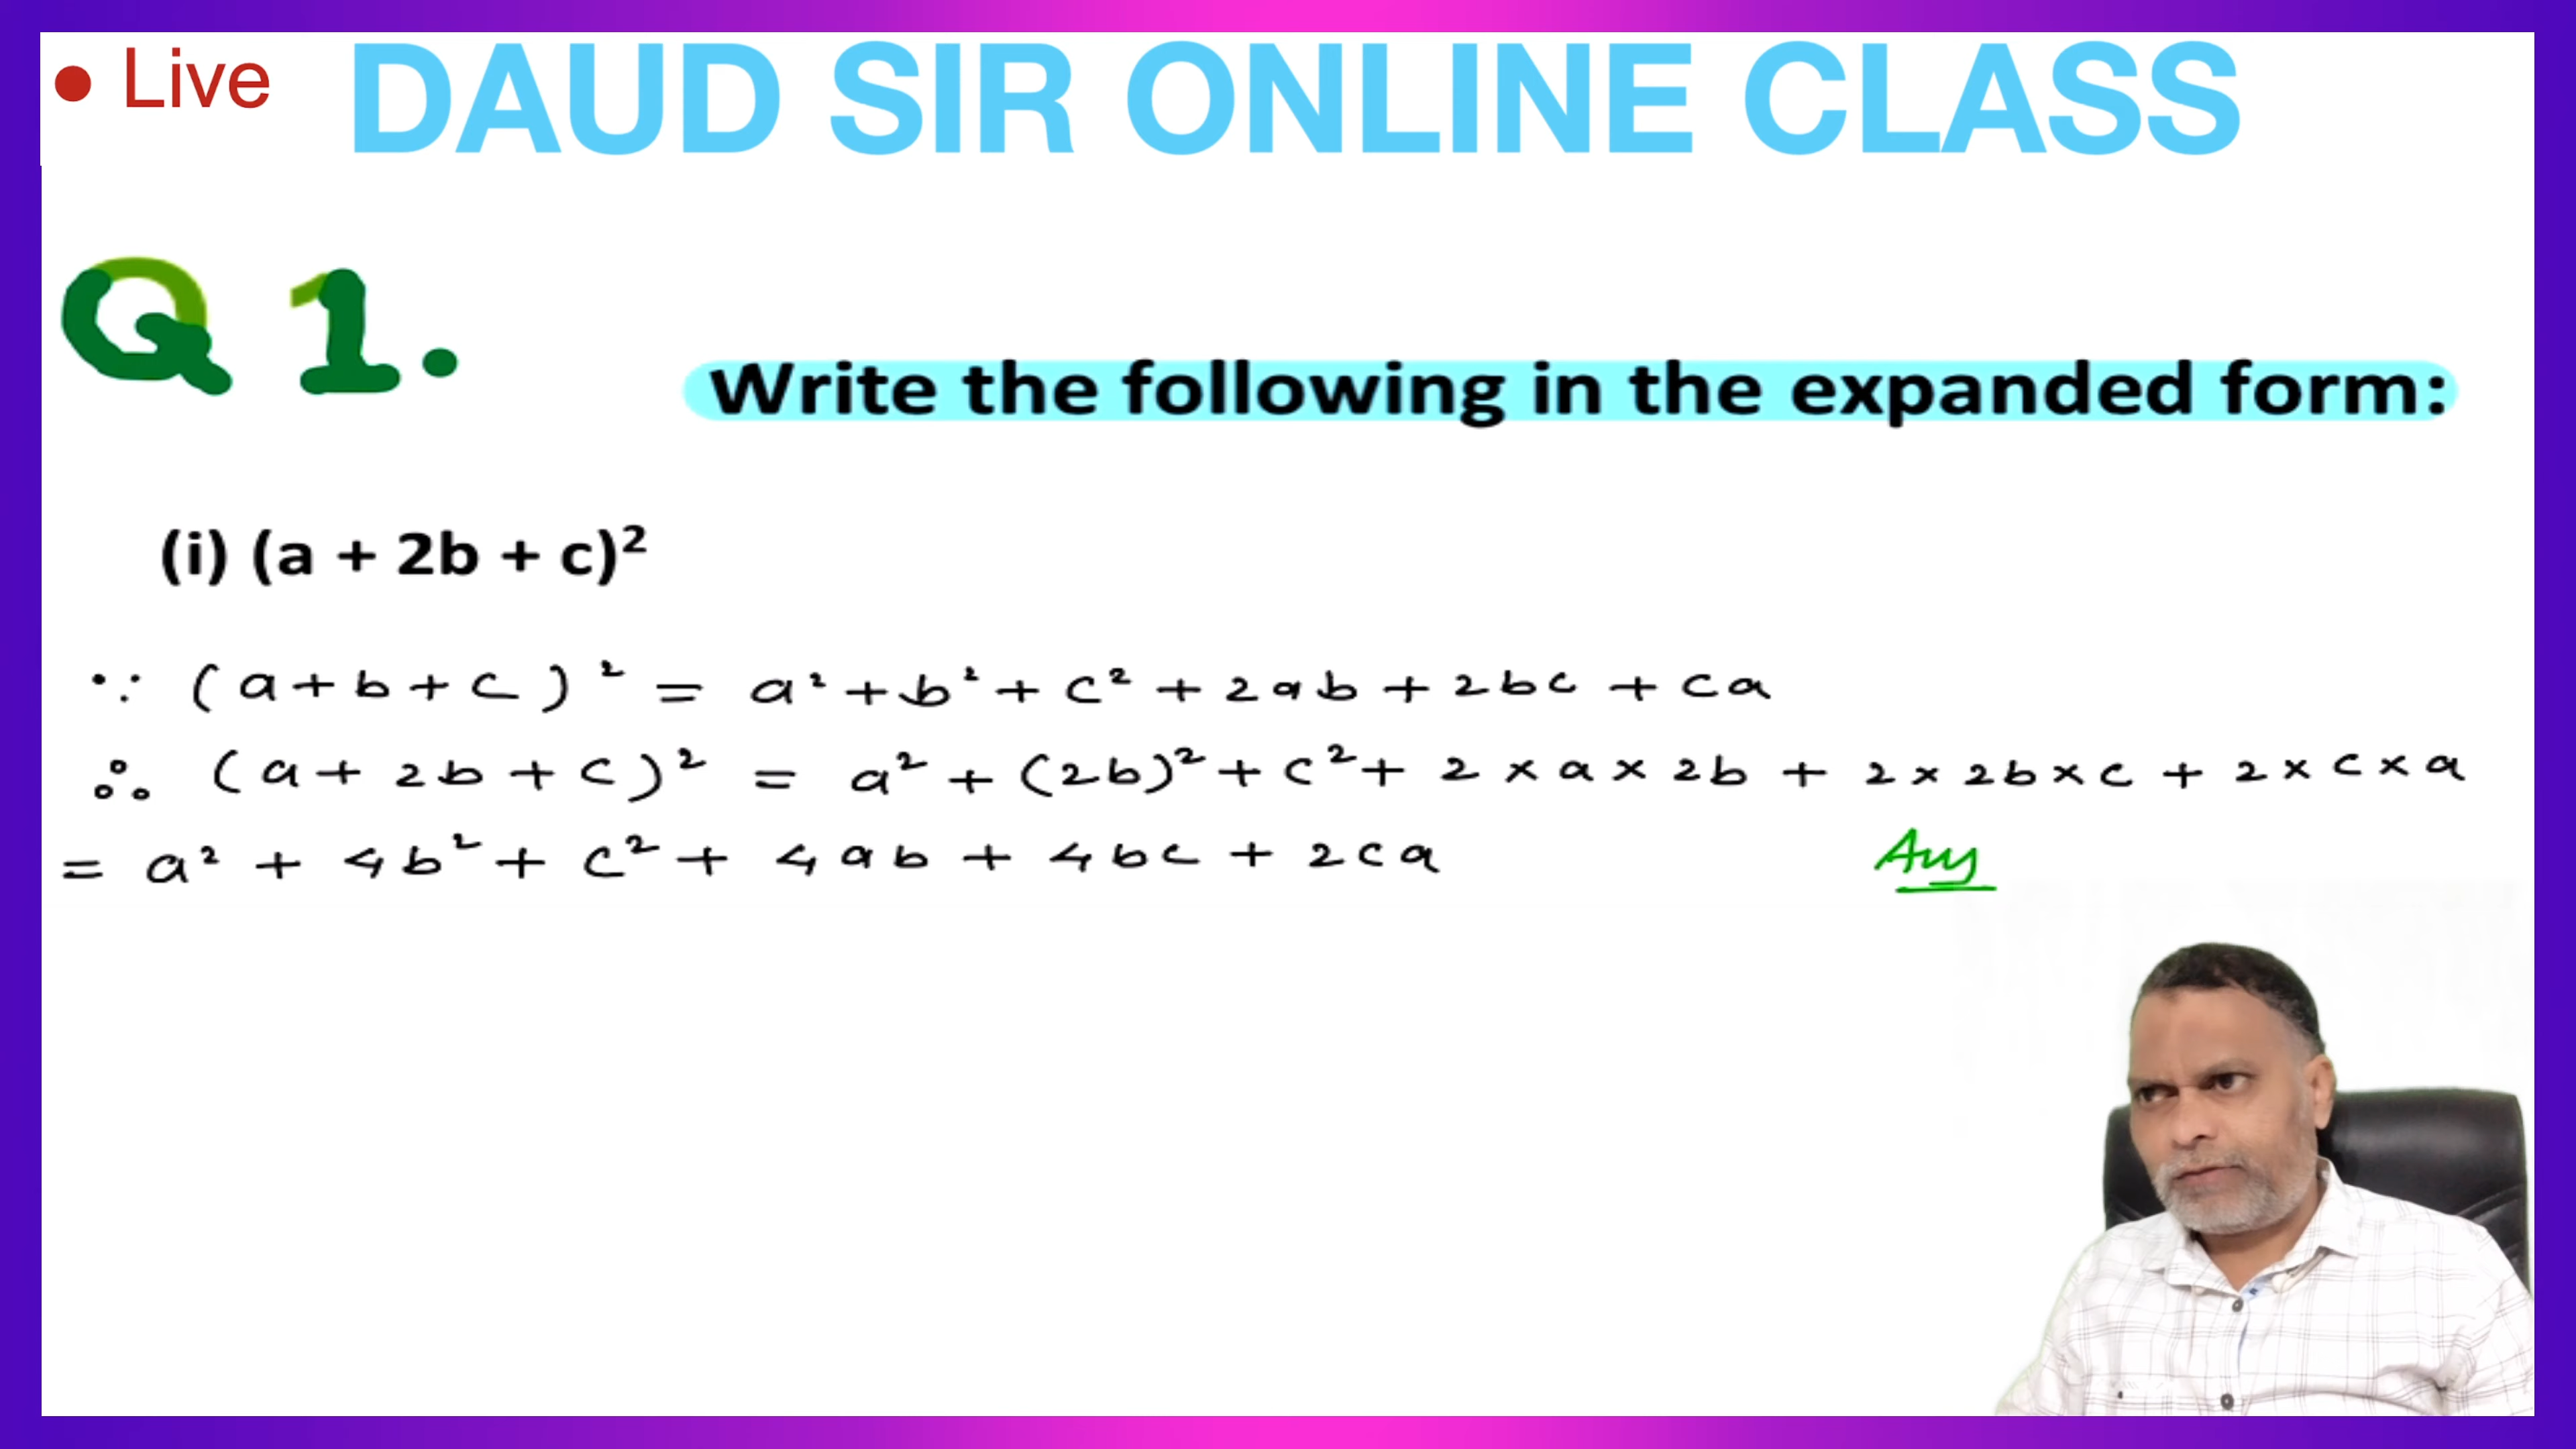 • Live DAUD SIR ONLINE CLASS
Q 1.
Write the following in the expanded form:
(i) (a + 2b + c)²
∵ (a+b+c)² = a²+b²+c²+2ab+2bc+ca
∴ (a+2b+c)² = a²+(2b)²+c²+2×a×2b+2×2b×c+2×c×a
= a²+4b²+c²+4ab+4bc+2ca
Ans